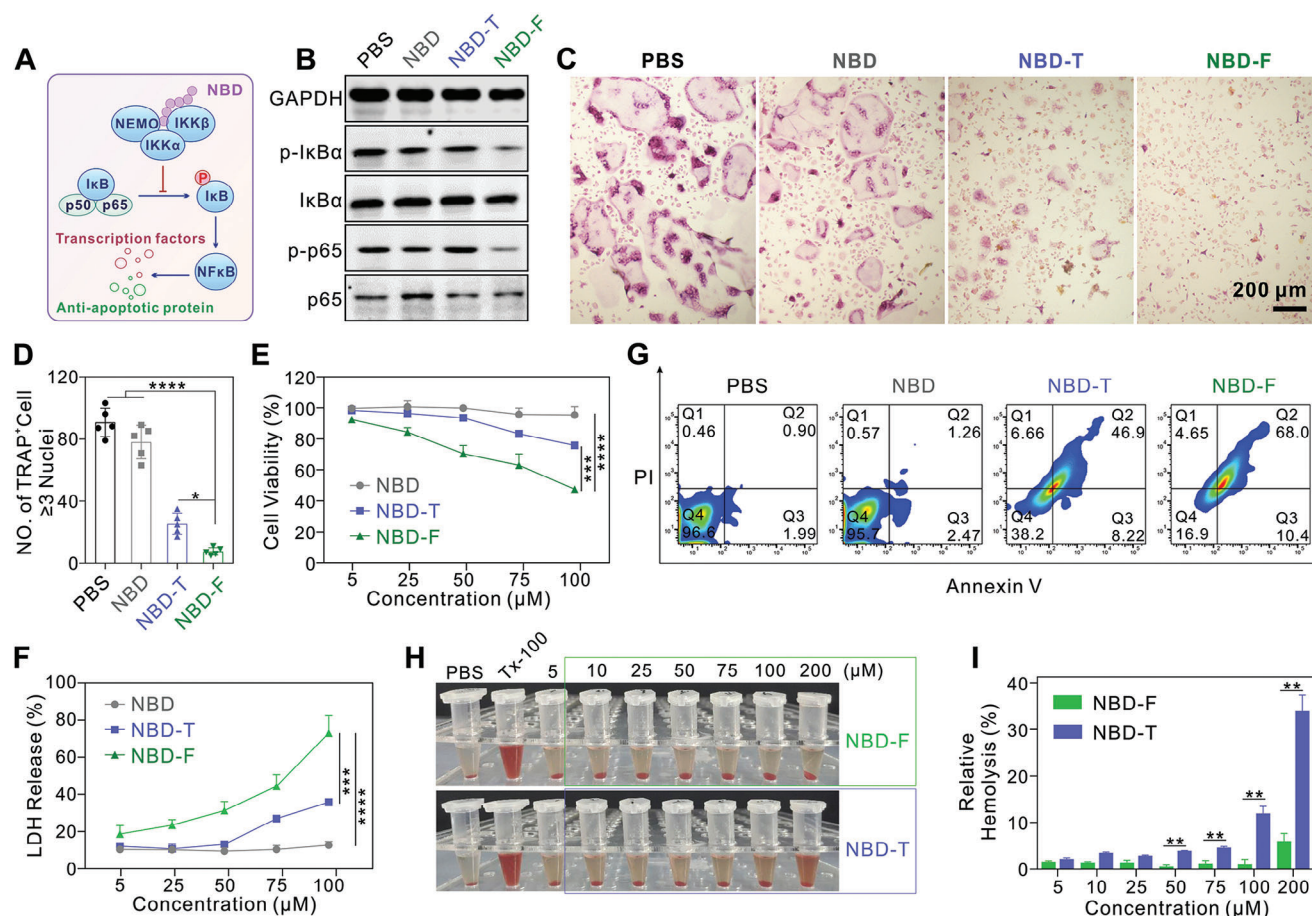 A
NBD
NEMO
IKKβ
IKKα
IκB
p50
p65
P
IκB
Transcription factors
NFκB
Anti-apoptotic protein
B
PBS
NBD
NBD-T
NBD-F
GAPDH
p-IκBα
IκBα
p-p65
p65
C
PBS
NBD
NBD-T
NBD-F
200 μm
D
NO. of TRAP⁺Cell
≥3 Nuclei
120
80
40
0
****
*
PBS
NBD
NBD-T
NBD-F
E
Cell Viability (%)
120
100
80
60
40
20
0
NBD
NBD-T
NBD-F
***
****
5 25 50 75 100
Concentration (μM)
G
PI
PBS
Q1
0.46
Q2
0.90
Q4
96.6
Q3
1.99
NBD
Q1
0.57
Q2
1.26
Q4
95.7
Q3
2.47
NBD-T
Q1
6.66
Q2
46.9
Q4
38.2
Q3
8.22
NBD-F
Q1
4.65
Q2
68.0
Q4
16.9
Q3
10.4
Annexin V
F
LDH Release (%)
100
80
60
40
20
0
NBD
NBD-T
NBD-F
***
****
5 25 50 75 100
Concentration (μM)
H
PBS Tx-100 5 10 25 50 75 100 200 (μM)
NBD-F
NBD-T
I
Relative
Hemolysis (%)
40
30
20
10
0
NBD-F
NBD-T
**
**
**
**
5 10 25 50 75 100 200
Concentration (μM)